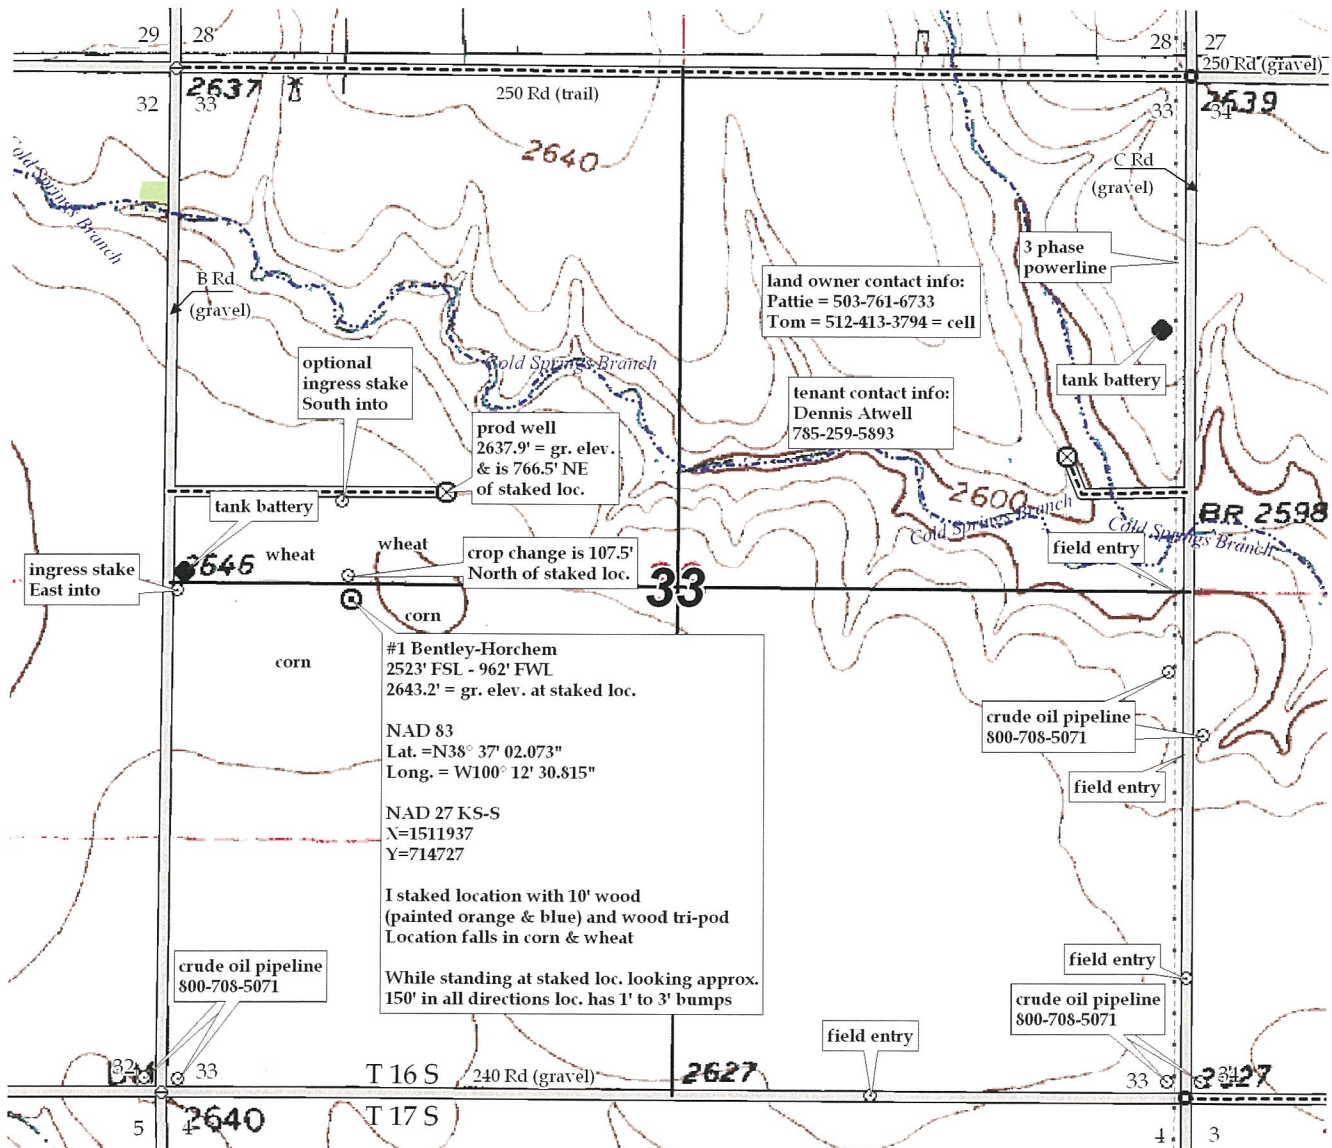 29
28
28
27
250 Rd (gravel)
2637
32
33
250 Rd (trail)
2639
33
34
2640
C Rd
(gravel)
Cold Springs Branch
3 phase
powerline
B Rd
(gravel)
land owner contact info:
Pattie = 503-761-6733
Tom = 512-413-3794 = cell
optional
ingress stake
South into
Cold Springs Branch
tank battery
tenant contact info:
Dennis Atwell
785-259-5893
prod well
2637.9' = gr. elev.
& is 766.5' NE
of staked loc.
tank battery
2600
Cold Springs Branch
BR 2598
Cold Springs Branch
field entry
ingress stake
East into
2646
wheat
wheat
crop change is 107.5'
North of staked loc.
33
corn
corn
#1 Bentley-Horchem
2523' FSL - 962' FWL
2643.2' = gr. elev. at staked loc.
NAD 83
Lat. =N38° 37' 02.073"
Long. = W100° 12' 30.815"
NAD 27 KS-S
X=1511937
Y=714727
I staked location with 10' wood
(painted orange & blue) and wood tri-pod
Location falls in corn & wheat
While standing at staked loc. looking approx.
150' in all directions loc. has 1' to 3' bumps
crude oil pipeline
800-708-5071
field entry
crude oil pipeline
800-708-5071
field entry
crude oil pipeline
800-708-5071
field entry
32
33
T 16 S
240 Rd (gravel)
2627
33
34
2627
5
4
2640
T 17 S
4
3